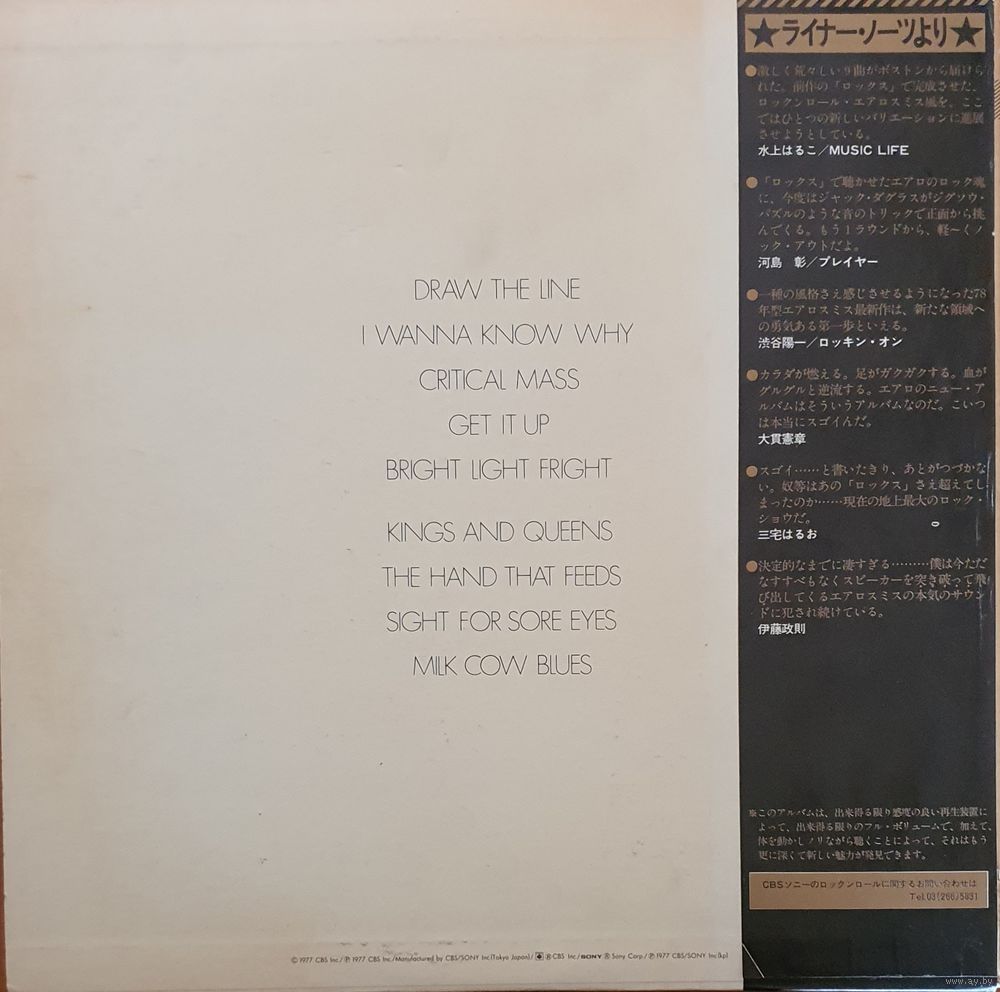 DRAW THE LINE
I WANNA KNOW WHY
CRITICAL MASS
GET IT UP
BRIGHT LIGHT FRIGHT
KINGS AND QUEENS
THE HAND THAT FEEDS
SIGHT FOR SORE EYES
MILK COW BLUES
© 1977 CBS Inc./℗ 1977 CBS Inc./Manufactured by CBS/SONY Inc.(Tokyo Japan)/ ® CBS Inc./SONY ® Sony Corp./℗ 1977 CBS/SONY Inc(kp)
★ライナー・ノーツより★
●激しく荒々しい9曲がボストンから届けら
れた。前作の「ロックス」で完成させた、
ロックンロール・エアロスミス風を、ここ
ではひとつの新しいバリエーションに進展
させようとしている。
水上はるこ/MUSIC LIFE
●「ロックス」で聴かせたエアロのロック魂
に、今度はジャック・ダグラスがジグソウ・
パズルのような音のトリックで正面から挑
んでくる。もう1ラウンドから、軽〜くノ
ック・アウトだよ。
河島 彰/プレイヤー
●一種の風格さえ感じさせるようになった78
年型エアロスミス最新作は、新たな領域へ
の勇気ある第一歩といえる。
渋谷陽一/ロッキン・オン
●カラダが燃える。足がガクガクする。血が
グルグルと逆流する。エアロのニュー・ア
ルバムはそういうアルバムなのだ。こいつ
は本当にスゴイんだ。
大貫憲章
●スゴイ……と書いたきり、あとがつづかな
い。奴等はあの「ロックス」さえ超えてし
まったのか……現在の地上最大のロック・
ショウだ。
三宅はるお
●決定的なまでに凄すぎる………僕は今ただ
なすすべもなくスピーカーを突き破って飛
び出してくるエアロスミスの本気のサウン
ドに犯され続けている。
伊藤政則
※このアルバムは、出来得る限り感度の良い再生装置に
よって、出来得る限りのフル・ボリュームで、加えて、
体を動かしノリながら聴くことによって、それはもう
更に深くて新しい魅力が発見できます。
CBSソニーのロックンロールに関するお問い合わせは
Tel.03(266)5831
www.ay.by